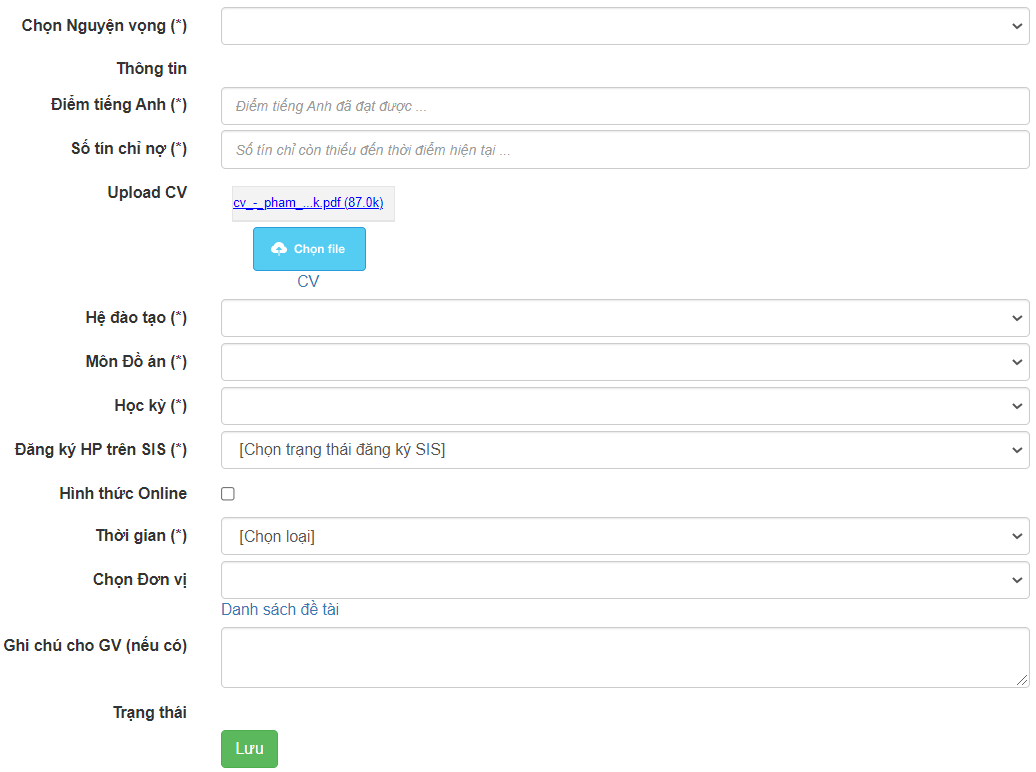 Chọn Nguyện vọng (*)
Thông tin
Điểm tiếng Anh (*)
Điểm tiếng Anh đã đạt được ...
Số tín chỉ nợ (*)
Số tín chỉ còn thiếu đến thời điểm hiện tại ...
Upload CV
cv_-_pham_...k.pdf (87.0k)
Chọn file
CV
Hệ đào tạo (*)
Môn Đồ án (*)
Học kỳ (*)
Đăng ký HP trên SIS (*)
[Chọn trạng thái đăng ký SIS]
Hình thức Online
Thời gian (*)
[Chọn loại]
Chọn Đơn vị
Danh sách đề tài
Ghi chú cho GV (nếu có)
Trạng thái
Lưu